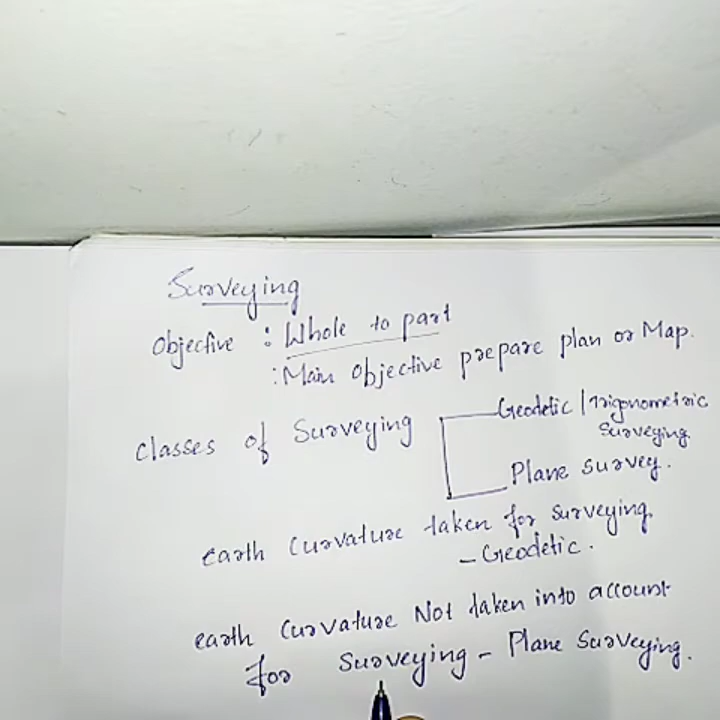 Surveying
Objective : Whole to part
: Main Objective prepare plan or Map.
Classes of Surveying
Geodetic / Trigonometric
Surveying
Plane survey.
earth Curvature taken for surveying
- Geodetic.
earth Curvature Not taken into account
for Surveying - Plane Surveying.